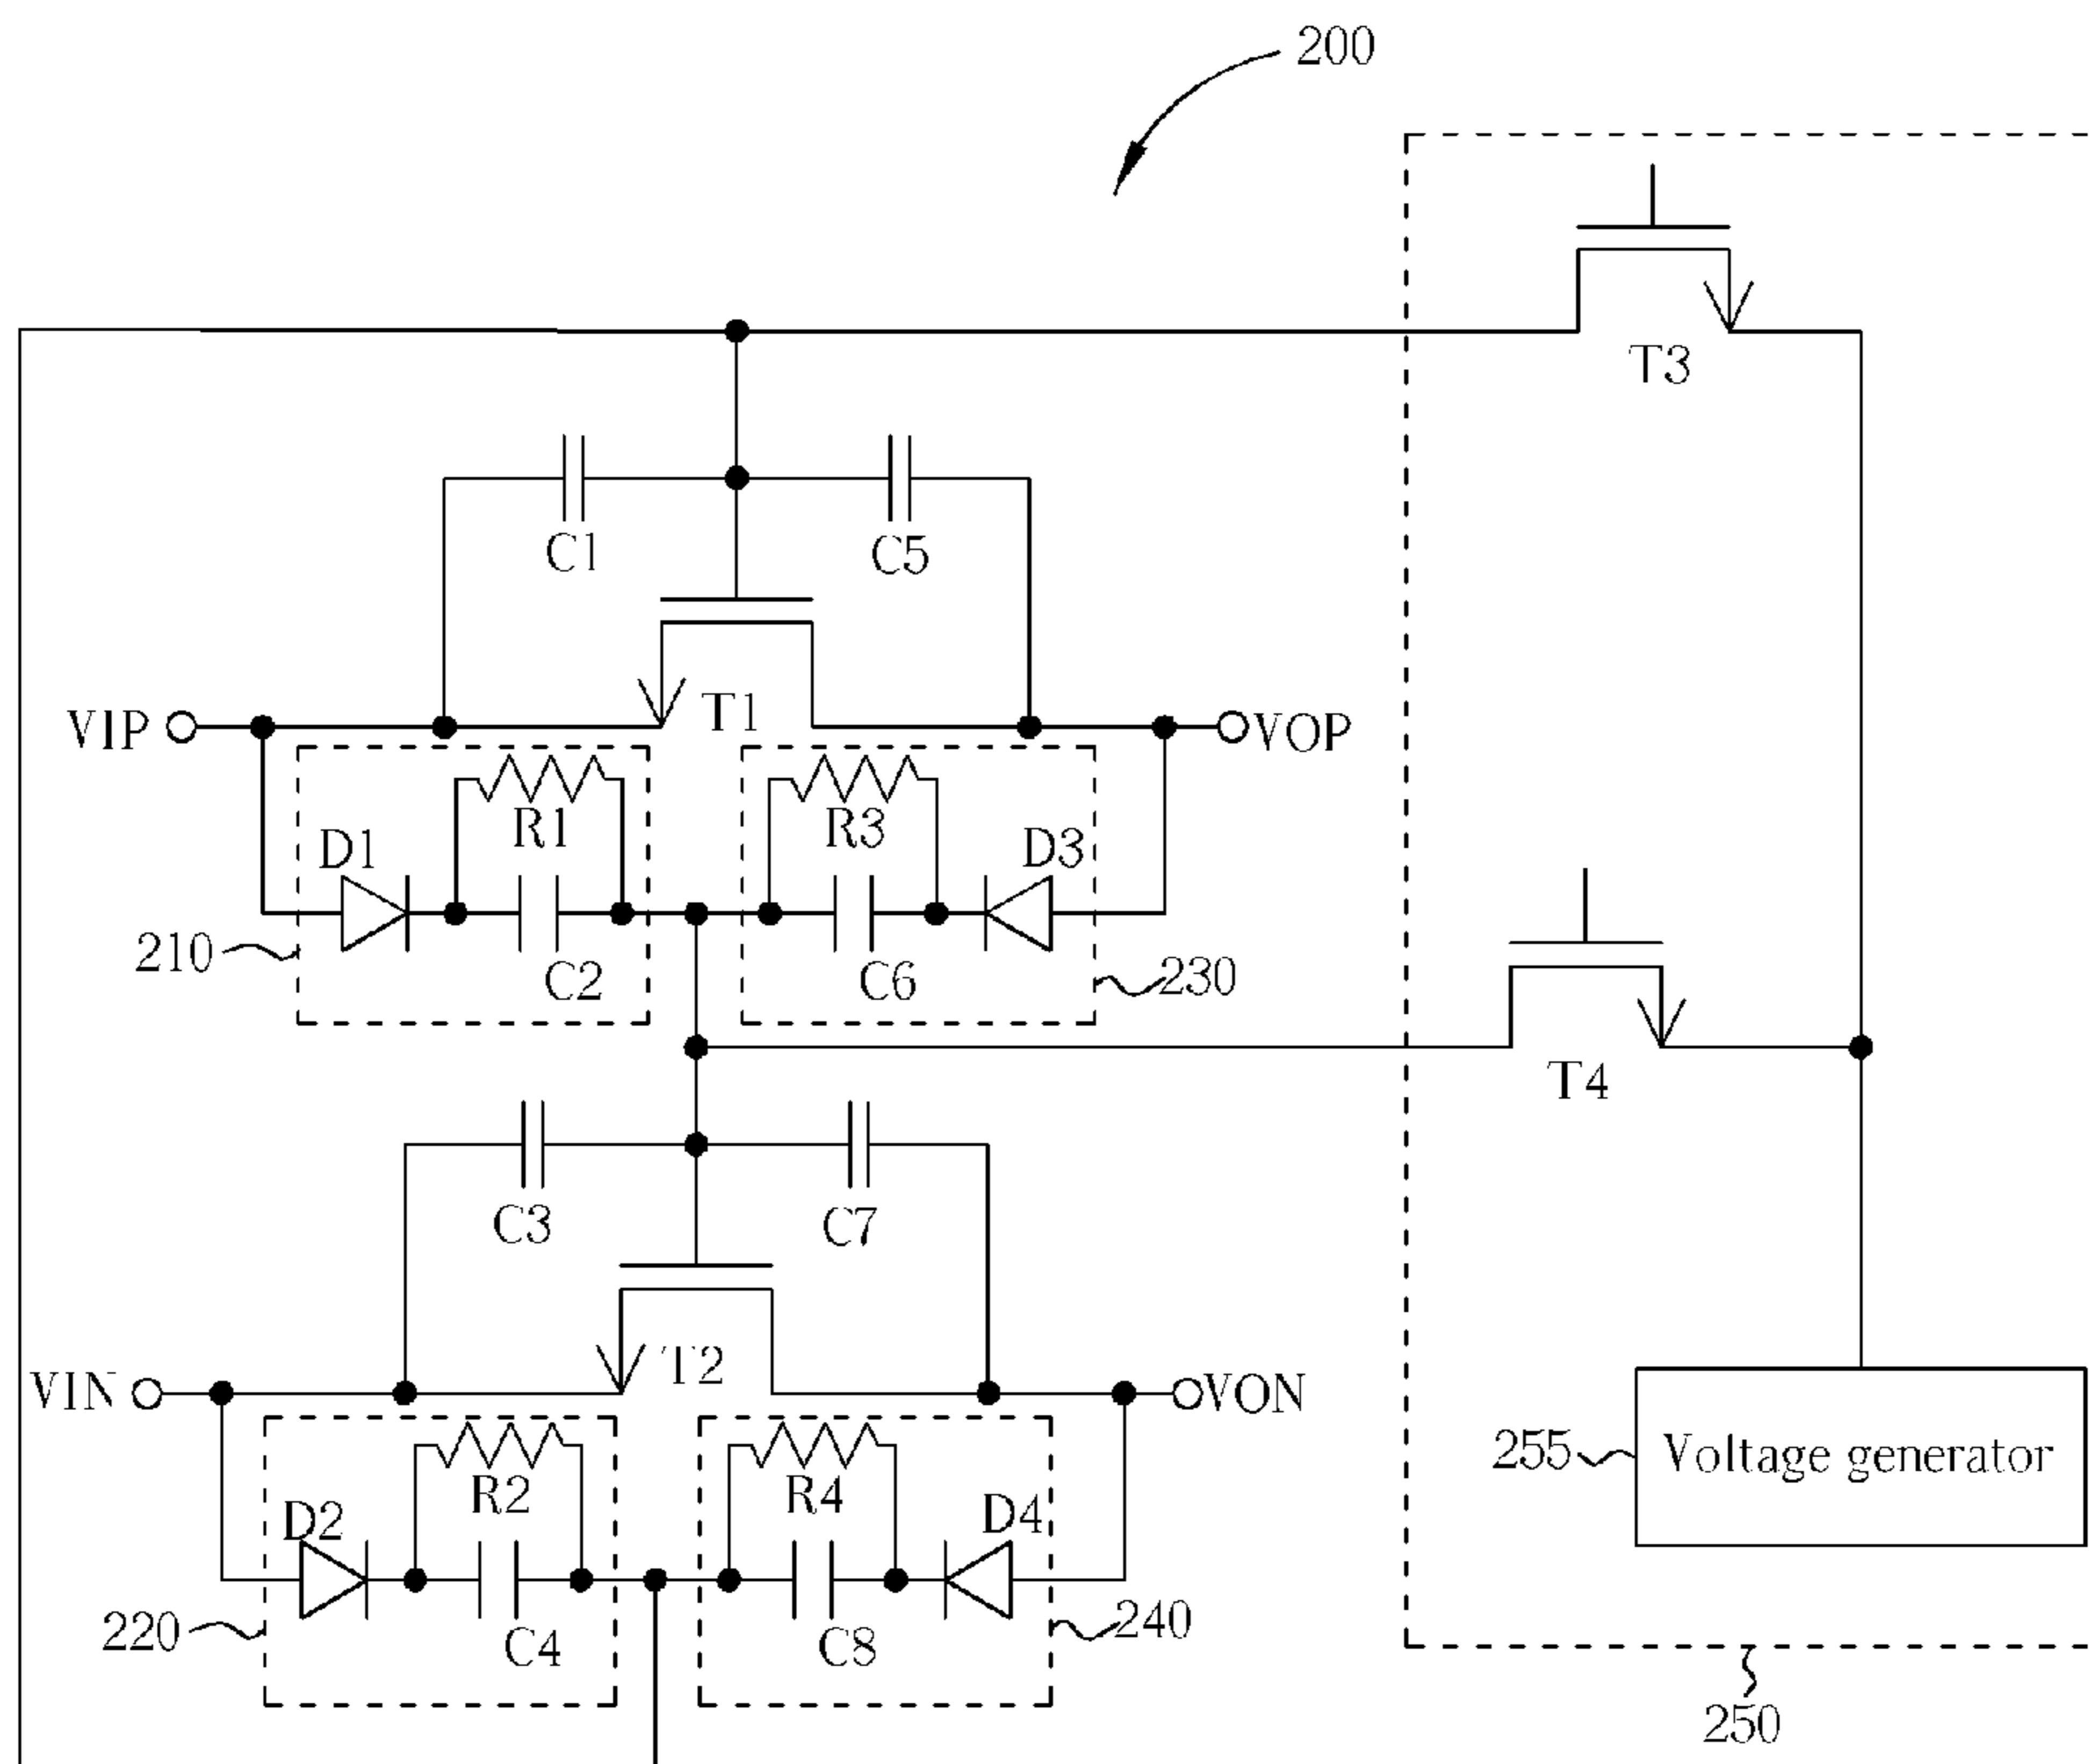 200
T3
C1
C5
VIP
T1
VOP
R1
R3
D1
D3
210
C2
C6
230
T4
C3
C7
VIN
T2
VON
255
Voltage generator
R2
R4
D2
D4
220
C4
C8
240
250